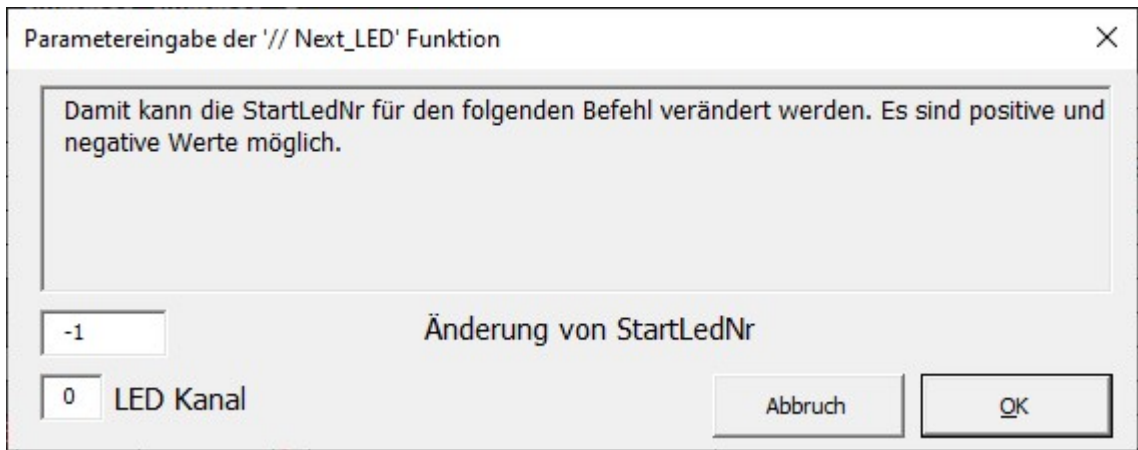 Parametereingabe der '// Next_LED' Funktion
Damit kann die StartLedNr für den folgenden Befehl verändert werden. Es sind positive und
negative Werte möglich.
-1 Änderung von StartLedNr
0 LED Kanal Abbruch OK